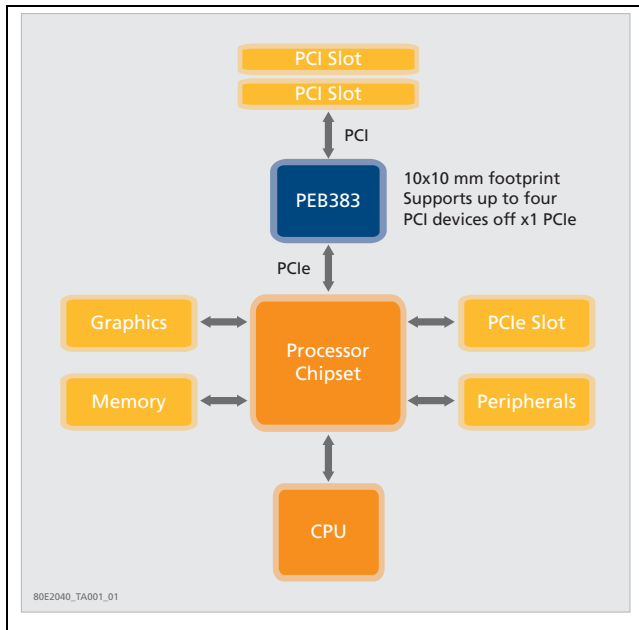 PCI Slot
PCI Slot
PCI
PEB383
10x10 mm footprint
Supports up to four
PCI devices off x1 PCIe
PCIe
Graphics
Processor
Chipset
PCIe Slot
Memory
Peripherals
CPU
80E2040_TA001_01